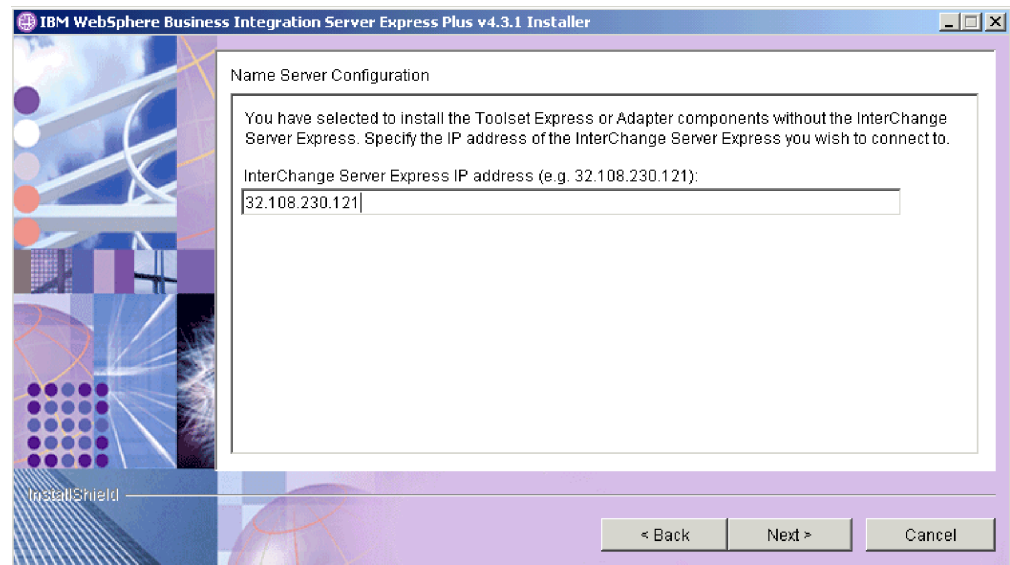 IBM WebSphere Business Integration Server Express Plus v4.3.1 Installer
Name Server Configuration
You have selected to install the Toolset Express or Adapter components without the InterChange
Server Express. Specify the IP address of the InterChange Server Express you wish to connect to.
InterChange Server Express IP address (e.g. 32.108.230.121):
32.108.230.121
InstallShield
< Back
Next >
Cancel